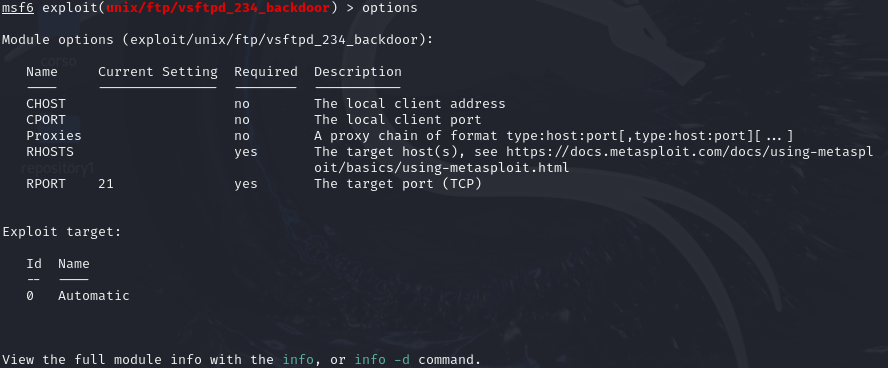 msf6 exploit(unix/ftp/vsftpd_234_backdoor) > options
Module options (exploit/unix/ftp/vsftpd_234_backdoor):
corso
Name Current Setting Required Description
---- --------------- -------- -----------
CHOST no The local client address
CPORT no The local client port
Proxies no A proxy chain of format type:host:port[,type:host:port][...]
RHOSTS yes The target host(s), see https://docs.metasploit.com/docs/using-metaspl
oit/basics/using-metasploit.html
repository1
RPORT 21 yes The target port (TCP)
Exploit target:
Id Name
-- ----
0 Automatic
View the full module info with the info, or info -d command.